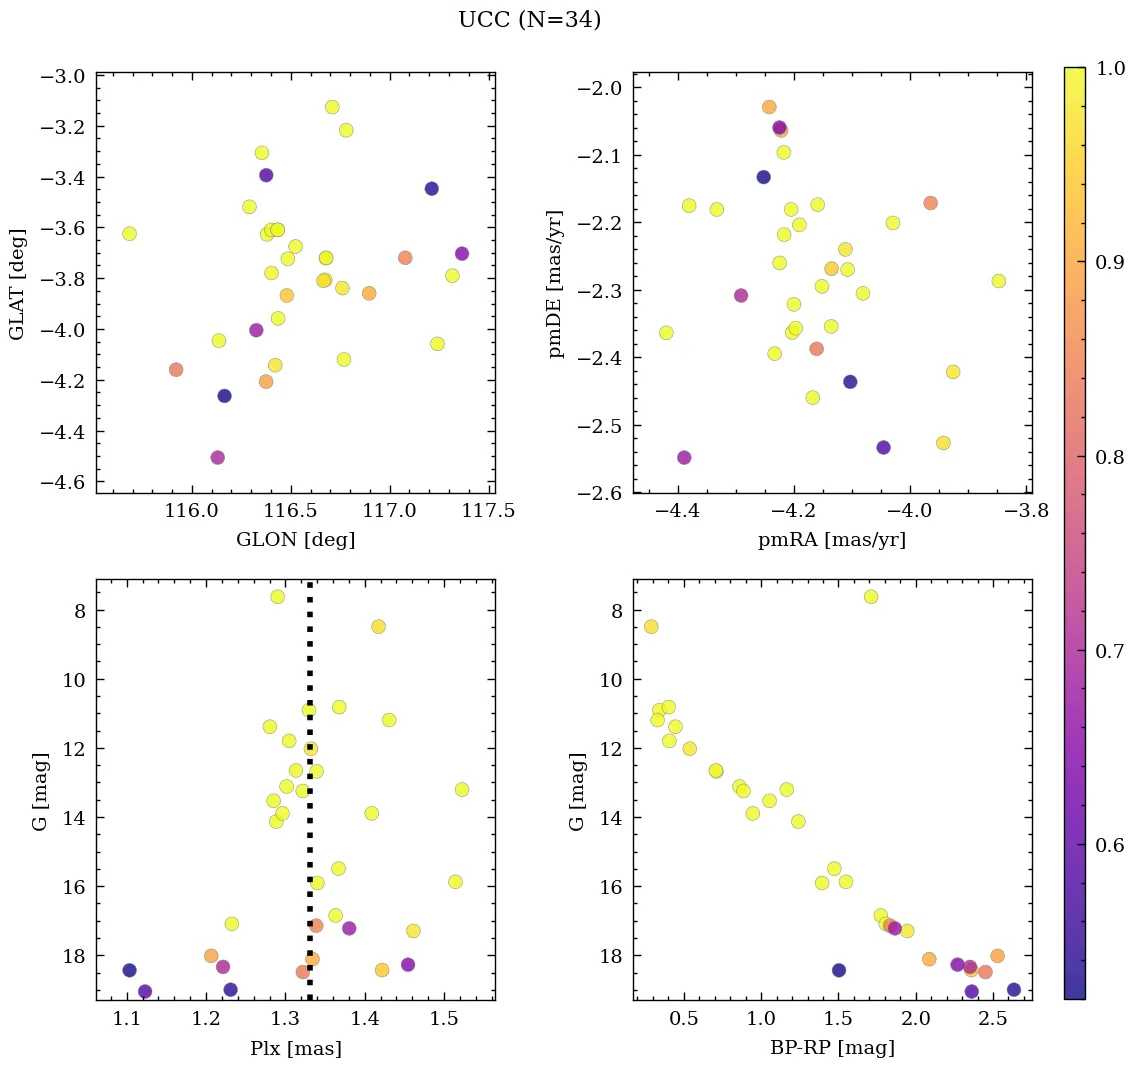 UCC (N=34)
−3.0
−3.2
−3.4
−3.6
−3.8
−4.0
−4.2
−4.4
−4.6
GLAT [deg]
116.0 116.5 117.0 117.5
GLON [deg]
−2.0
−2.1
−2.2
−2.3
−2.4
−2.5
−2.6
pmDE [mas/yr]
−4.4 −4.2 −4.0 −3.8
pmRA [mas/yr]
8
10
12
14
16
18
G [mag]
1.1 1.2 1.3 1.4 1.5
Plx [mas]
8
10
12
14
16
18
G [mag]
0.5 1.0 1.5 2.0 2.5
BP-RP [mag]
1.0
0.9
0.8
0.7
0.6